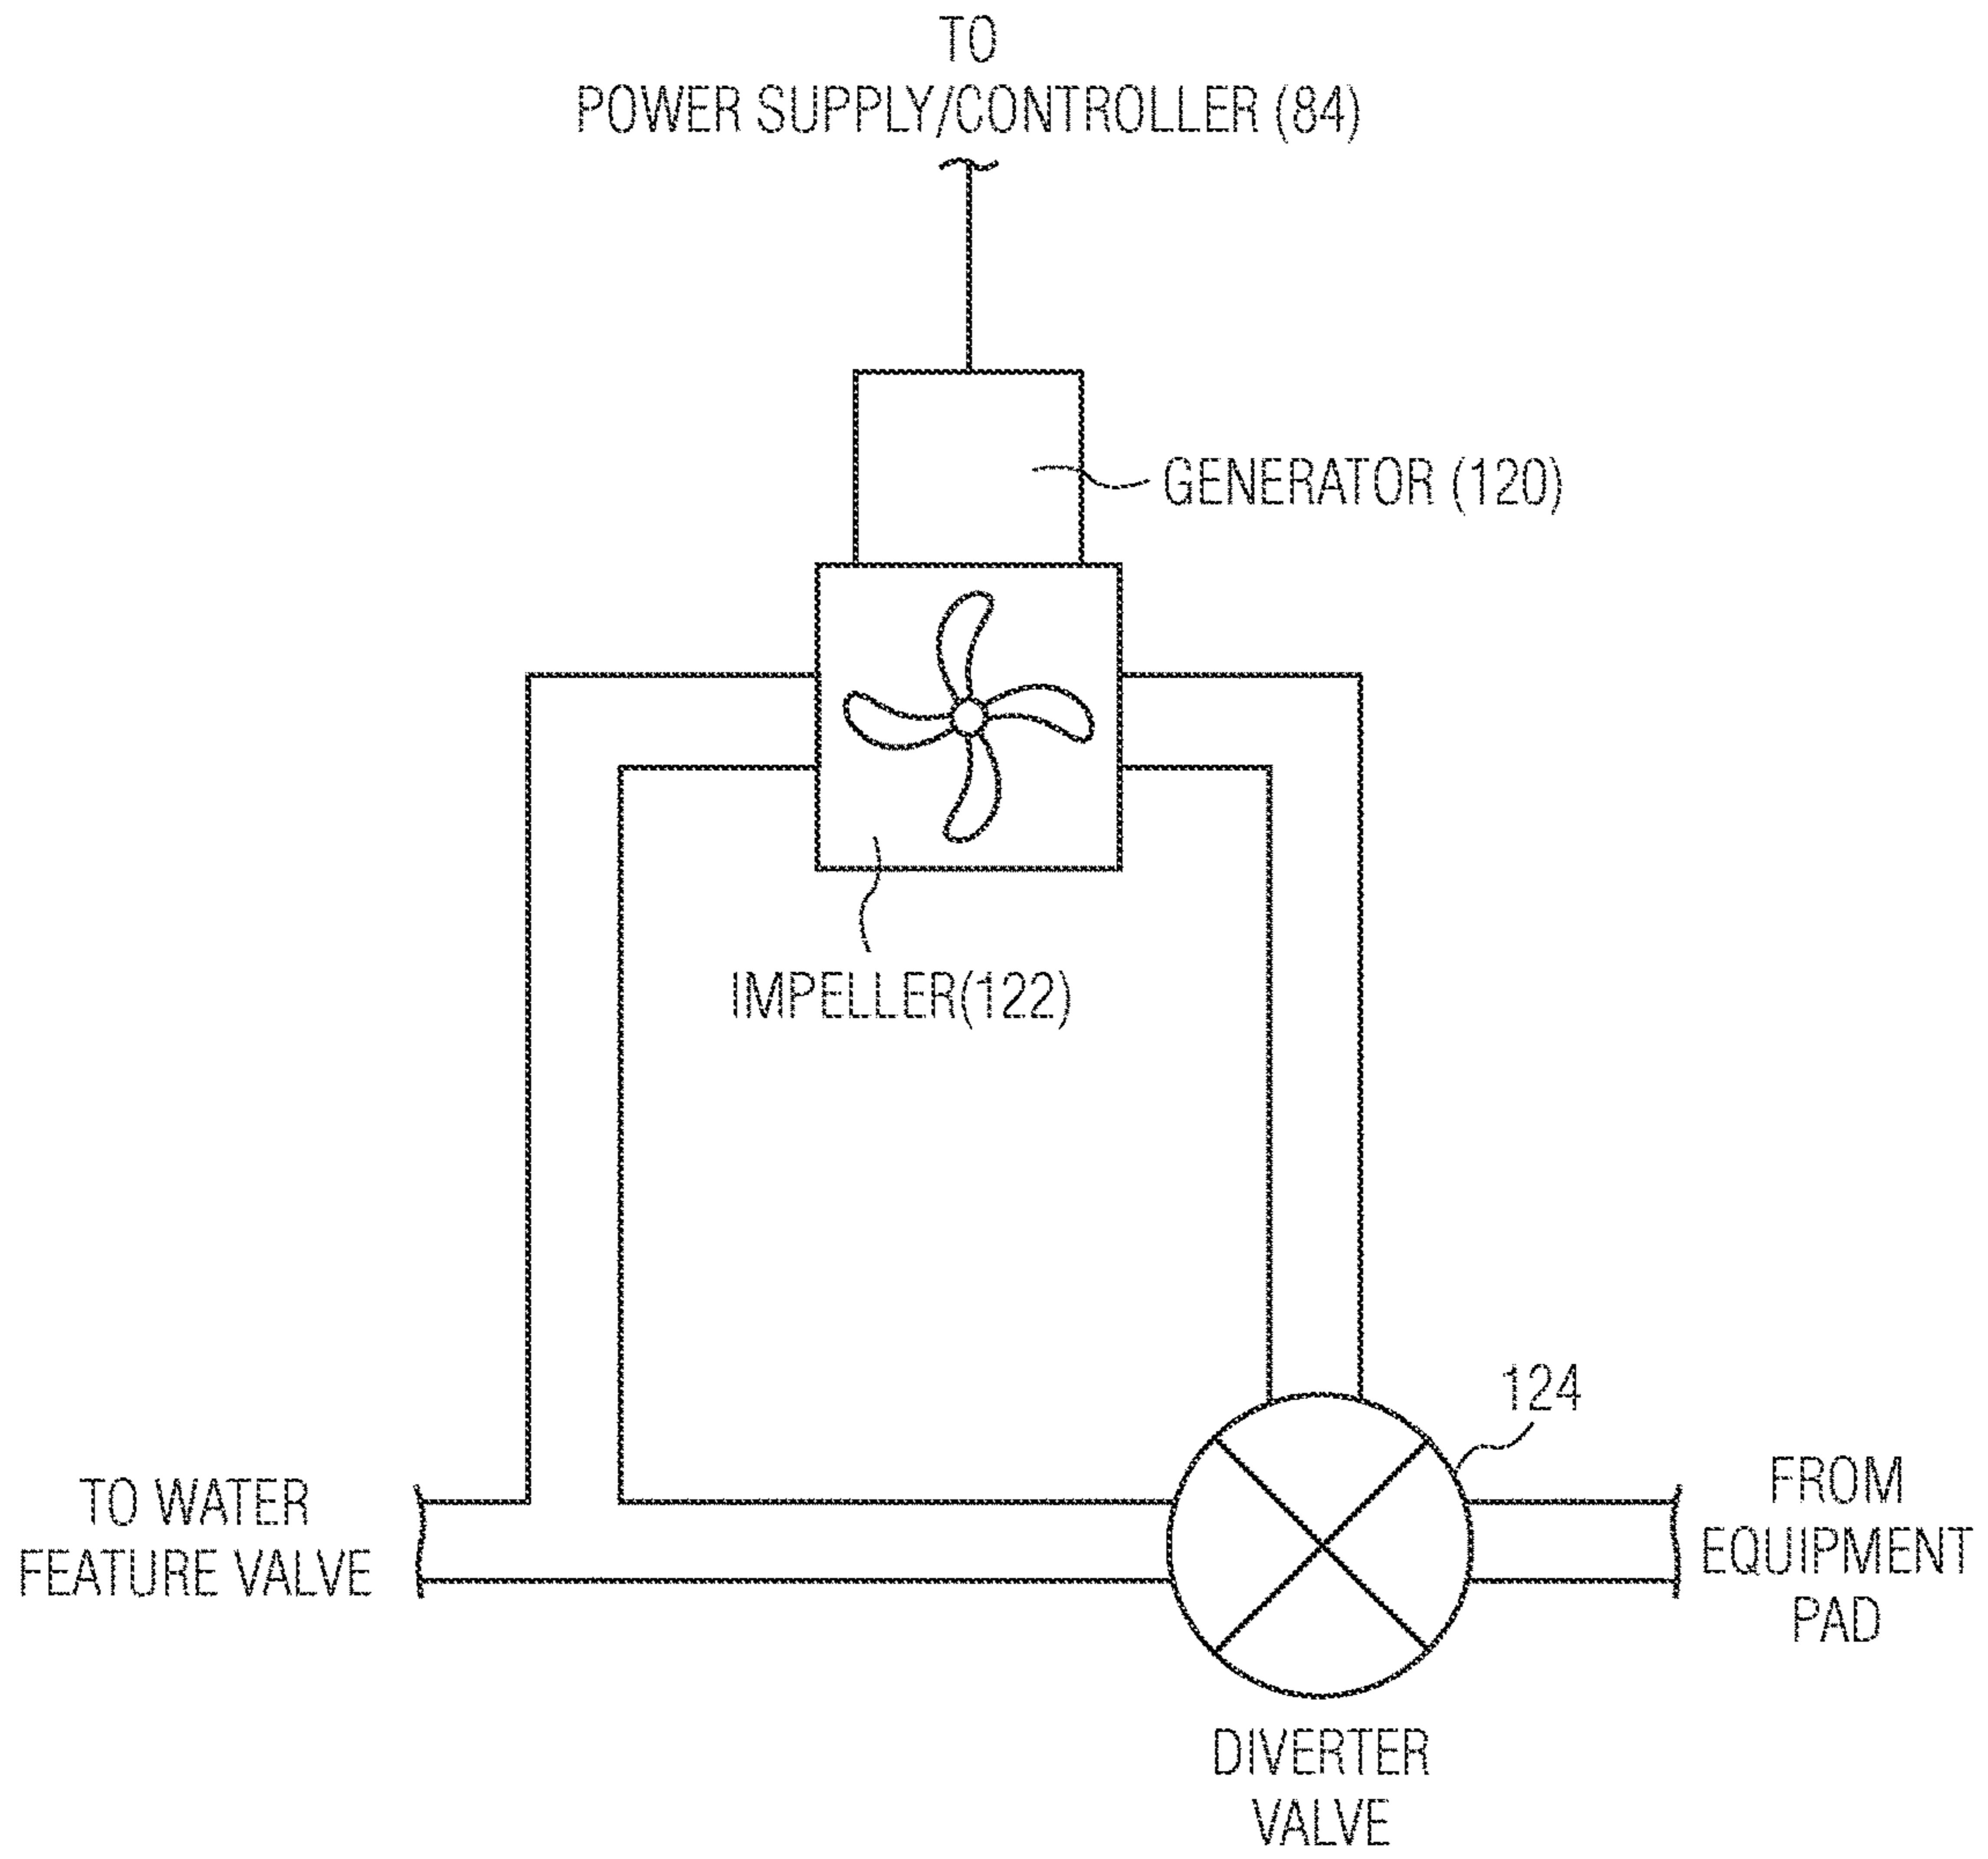 TO
POWER SUPPLY/CONTROLLER (84)
GENERATOR (120)
IMPELLER(122)
124
TO WATER
FEATURE VALVE
FROM
EQUIPMENT
PAD
DIVERTER
VALVE